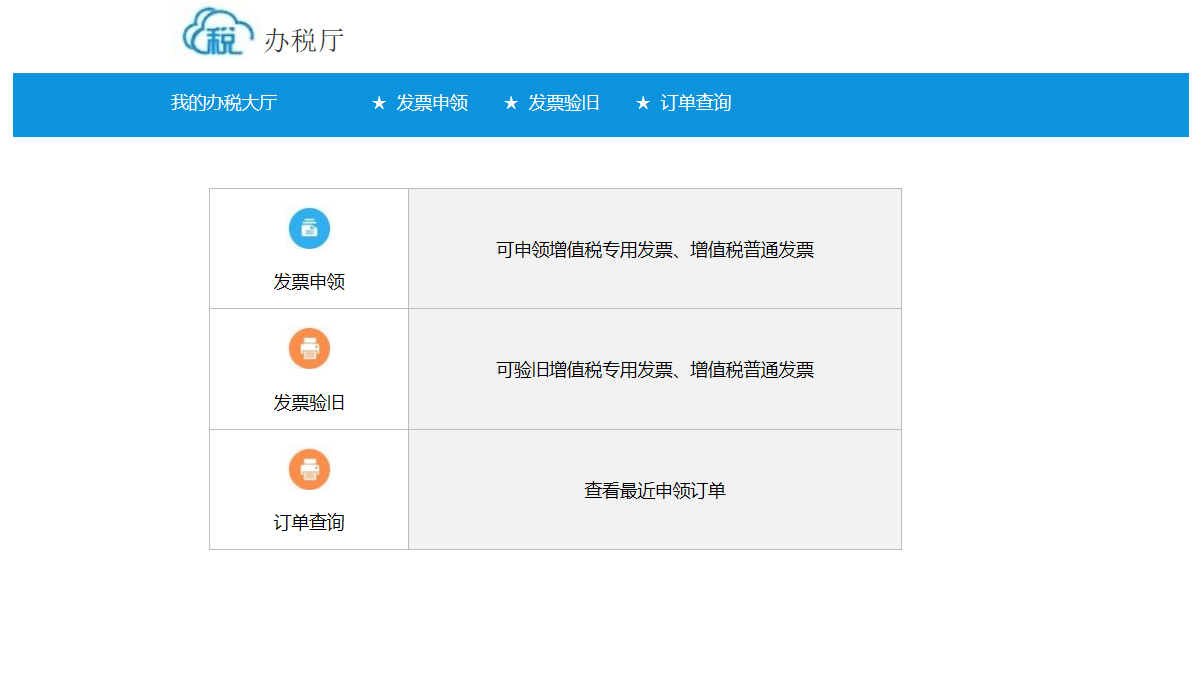 税 办税厅
我的办税大厅 ★ 发票申领 ★ 发票验旧 ★ 订单查询
可申领增值税专用发票、增值税普通发票
发票申领
可验旧增值税专用发票、增值税普通发票
发票验旧
查看最近申领订单
订单查询